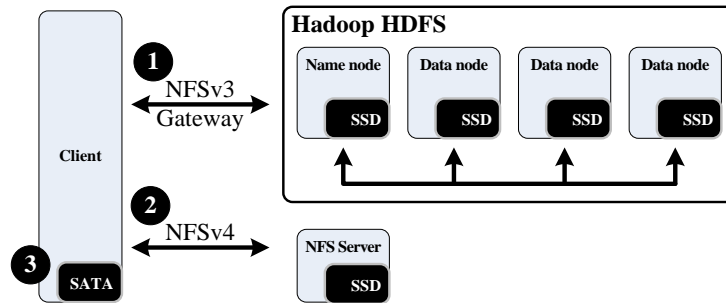 Hadoop HDFS
1
NFSv3
Gateway
Name node
SSD
Data node
SSD
Data node
SSD
Data node
SSD
Client
2
NFSv4
NFS Server
SSD
3
SATA